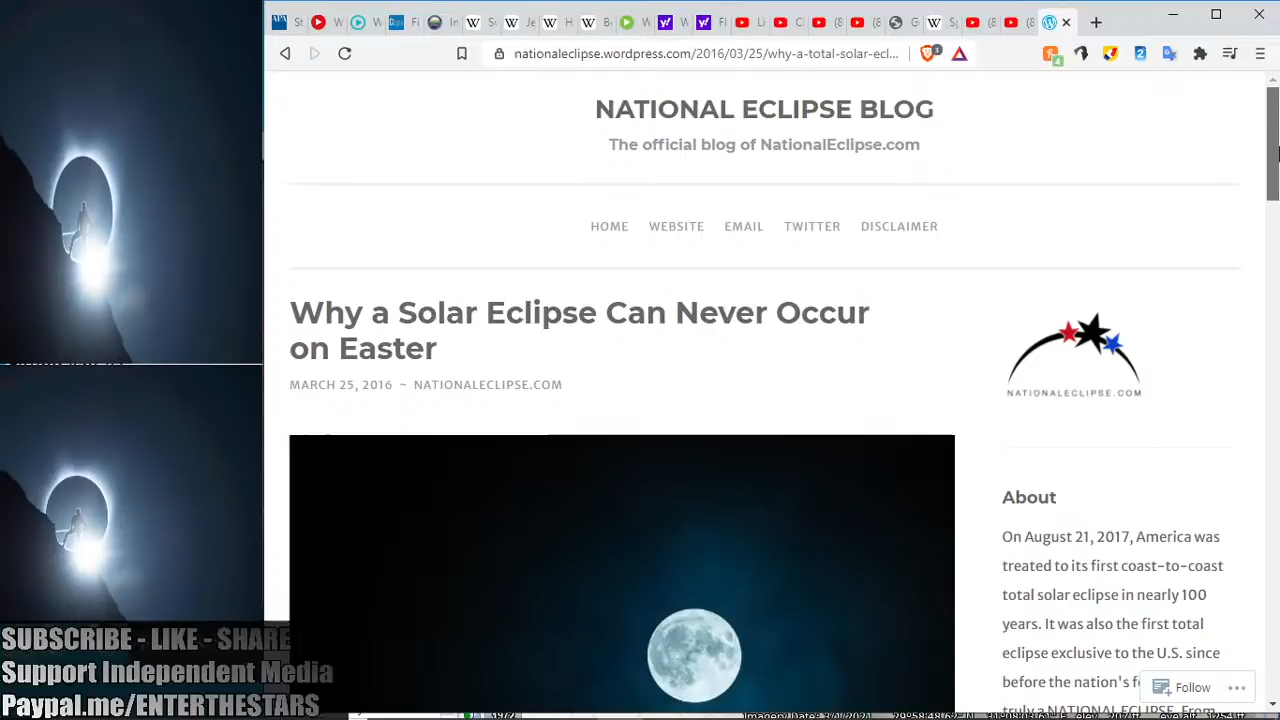 nationaleclipse.wordpress.com/2016/03/25/why-a-total-solar-ecl...
NATIONAL ECLIPSE BLOG
The official blog of NationalEclipse.com
HOME WEBSITE EMAIL TWITTER DISCLAIMER
Why a Solar Eclipse Can Never Occur
on Easter
MARCH 25, 2016 ~ NATIONALECLIPSE.COM
NATIONALECLIPSE.COM
About
On August 21, 2017, America was
treated to its first coast-to-coast
total solar eclipse in nearly 100
years. It was also the first total
eclipse exclusive to the U.S. since
before the nation's
truly a NATIONAL ECLIPSE. From
Follow
SUBSCRIBE - LIKE - SHARE
Support Independent Media
Paypal.me/ENTERTHESTARS